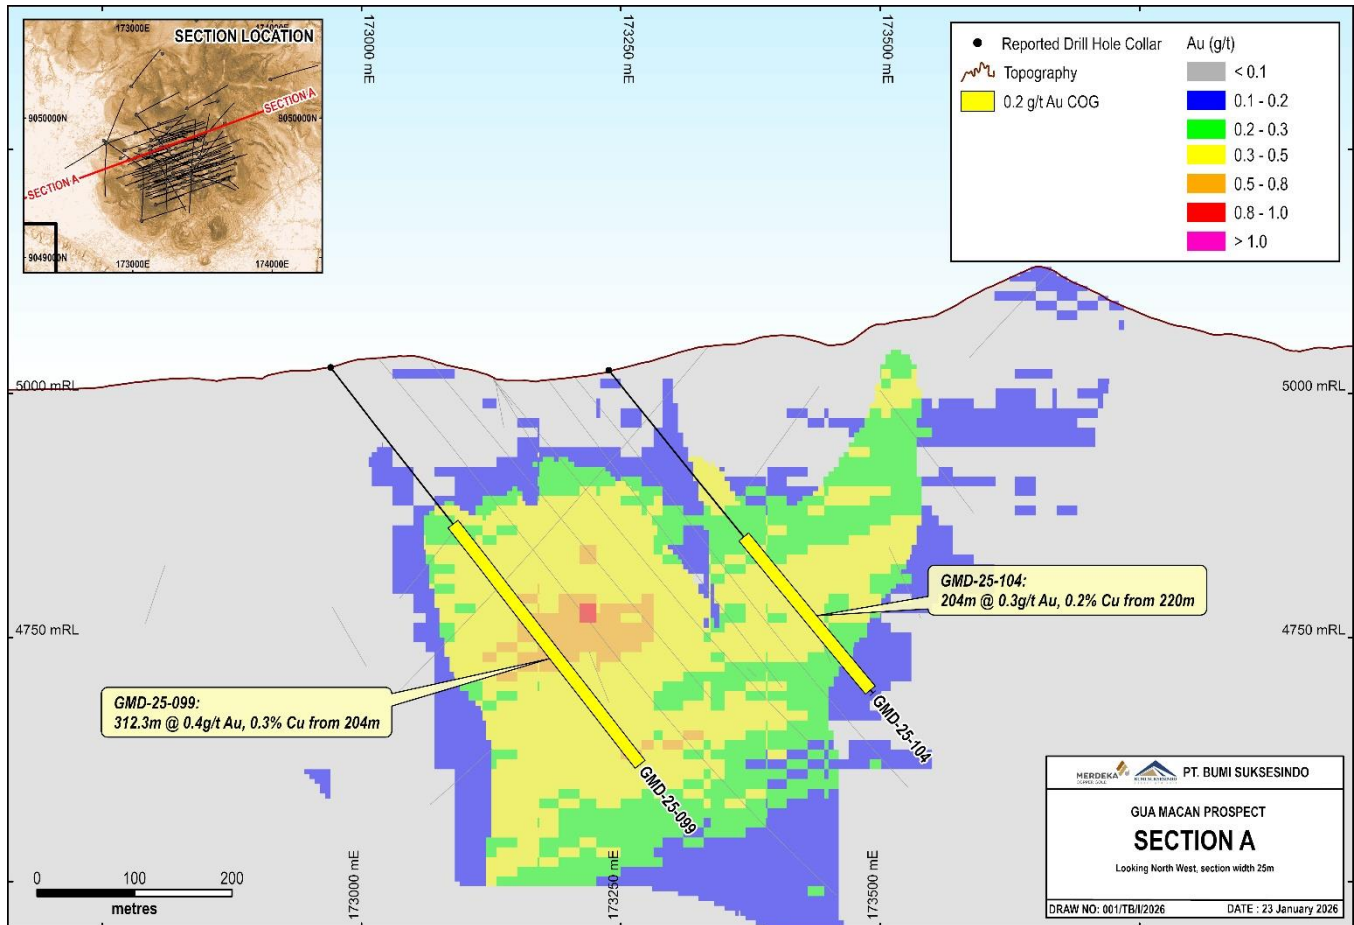 173000E
174000E
SECTION LOCATION
9050000N
9050000N
SECTION A
SECTION A
9049000N
173000E
174000E
173000 mE
173250 mE
173500 mE
Reported Drill Hole Collar
Topography
0.2 g/t Au COG
Au (g/t)
< 0.1
0.1 - 0.2
0.2 - 0.3
0.3 - 0.5
0.5 - 0.8
0.8 - 1.0
> 1.0
5000 mRL
5000 mRL
4750 mRL
4750 mRL
GMD-25-104:
204m @ 0.3g/t Au, 0.2% Cu from 220m
GMD-25-099:
312.3m @ 0.4g/t Au, 0.3% Cu from 204m
GMD-25-104
GMD-25-099
173000 mE
173250 mE
173500 mE
0 100 200
metres
MERDEKA
COPPER GOLD
BUMI SUKSESINDO
PT. BUMI SUKSESINDO
GUA MACAN PROSPECT
SECTION A
Looking North West, section width 25m
DRAW NO: 001/TB/I/2026
DATE : 23 January 2026